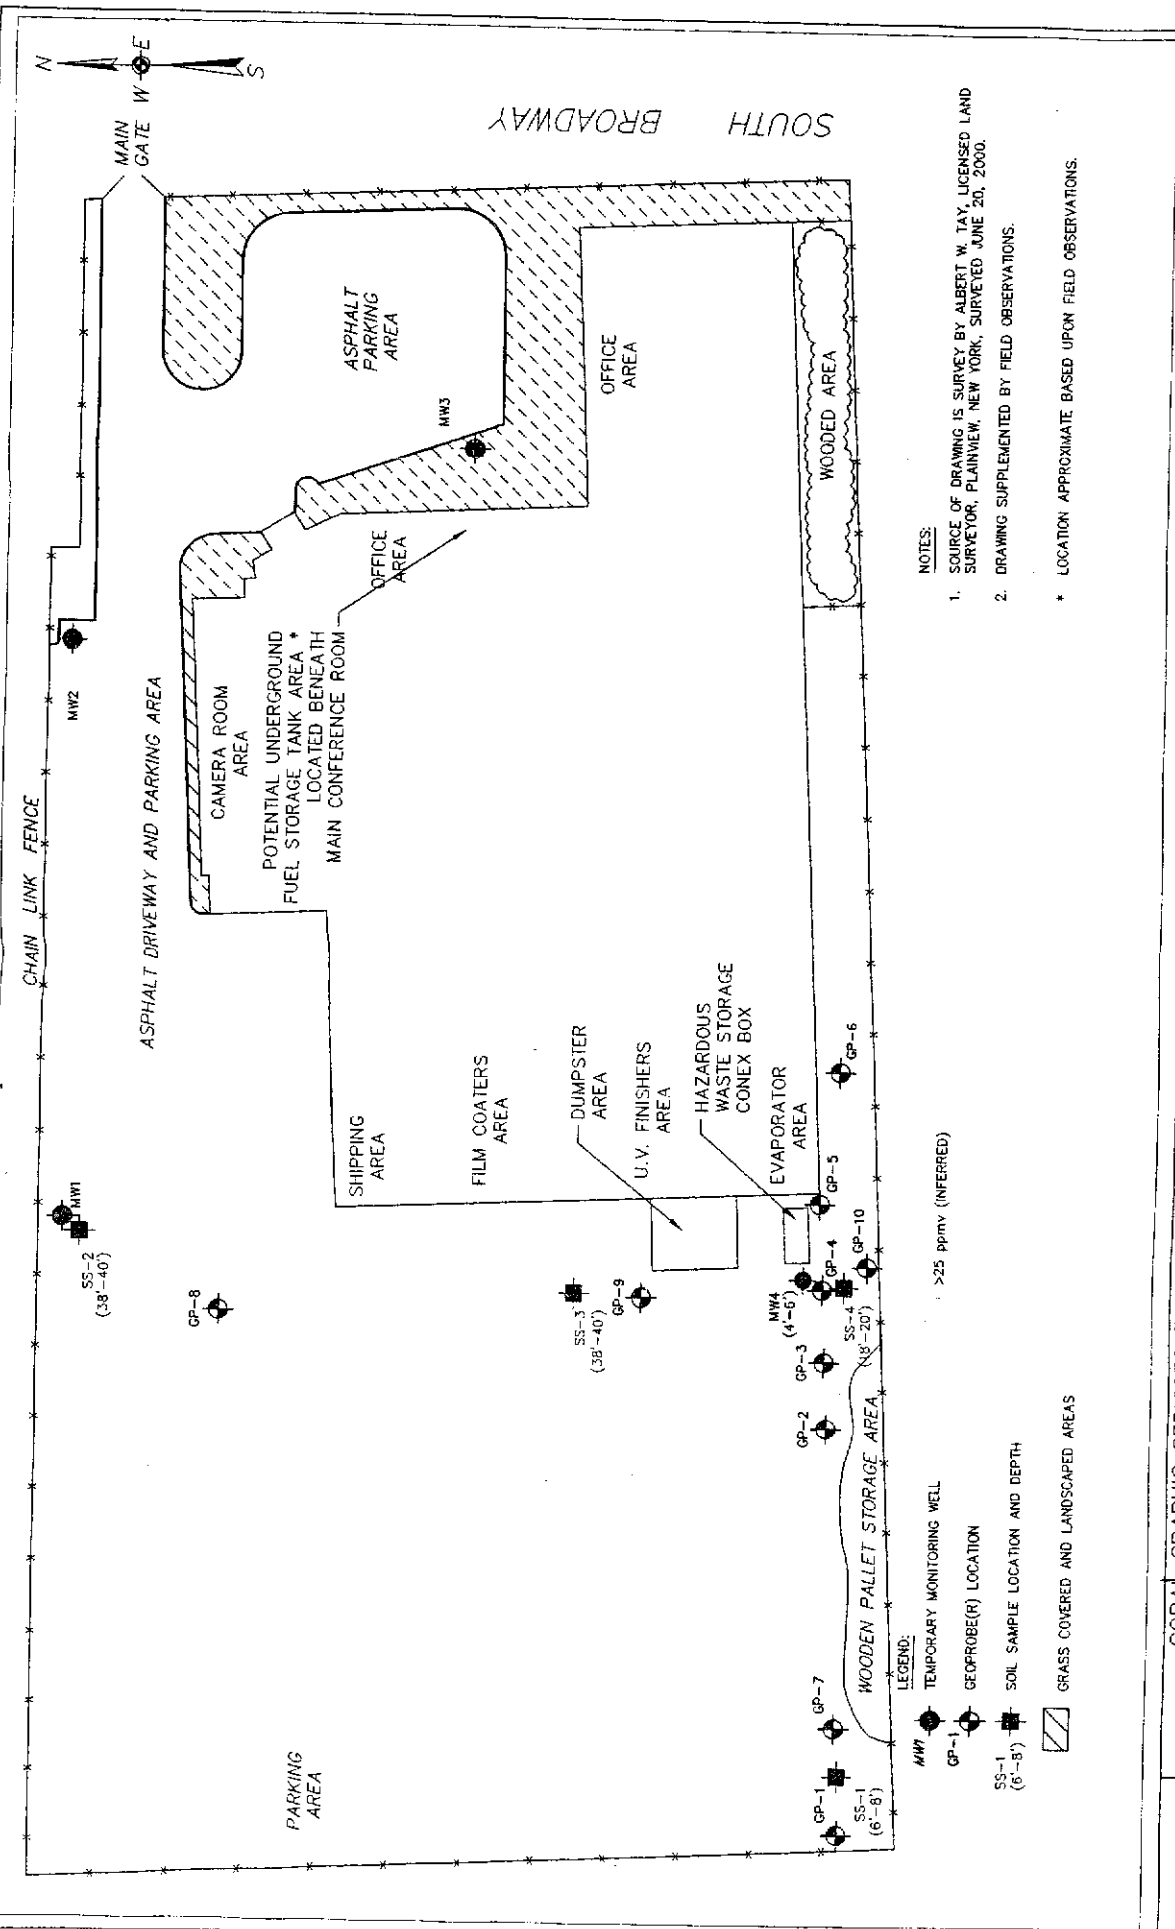 N
W E
S
MAIN
GATE
SOUTH BROADWAY
CHAIN LINK FENCE
MW2
ASPHALT DRIVEWAY AND PARKING AREA
ASPHALT
PARKING
AREA
MW3
OFFICE
AREA
CAMERA ROOM
AREA
OFFICE
AREA
POTENTIAL UNDERGROUND
FUEL STORAGE TANK AREA *
LOCATED BENEATH
MAIN CONFERENCE ROOM
WOODED AREA
MW1
SS-2
(38'-40')
GP-8
SHIPPING
AREA
FILM COATERS
AREA
DUMPSTER
AREA
U.V. FINISHERS
AREA
HAZARDOUS
WASTE STORAGE
CONEX BOX
EVAPORATOR
AREA
SS-3
(38'-40')
GP-9
MW4
(4'-6')
GP-4
GP-5
GP-6
GP-10
SS-4
(18'-20')
GP-3
GP-2
PARKING
AREA
WOODEN PALLET STORAGE AREA
GP-7
GP-1
SS-1
(6'-8')
>25 ppmv (INFERRED)
LEGEND:
MW1 TEMPORARY MONITORING WELL
GP-1 GEOPROBE(R) LOCATION
SS-1
(6'-8') SOIL SAMPLE LOCATION AND DEPTH
GRASS COVERED AND LANDSCAPED AREAS
NOTES:
1. SOURCE OF DRAWING IS SURVEY BY ALBERT W. TAY, LICENSED LAND
SURVEYOR, PLAINVIEW, NEW YORK, SURVEYED JUNE 20, 2000.
2. DRAWING SUPPLEMENTED BY FIELD OBSERVATIONS.
* LOCATION APPROXIMATE BASED UPON FIELD OBSERVATIONS.